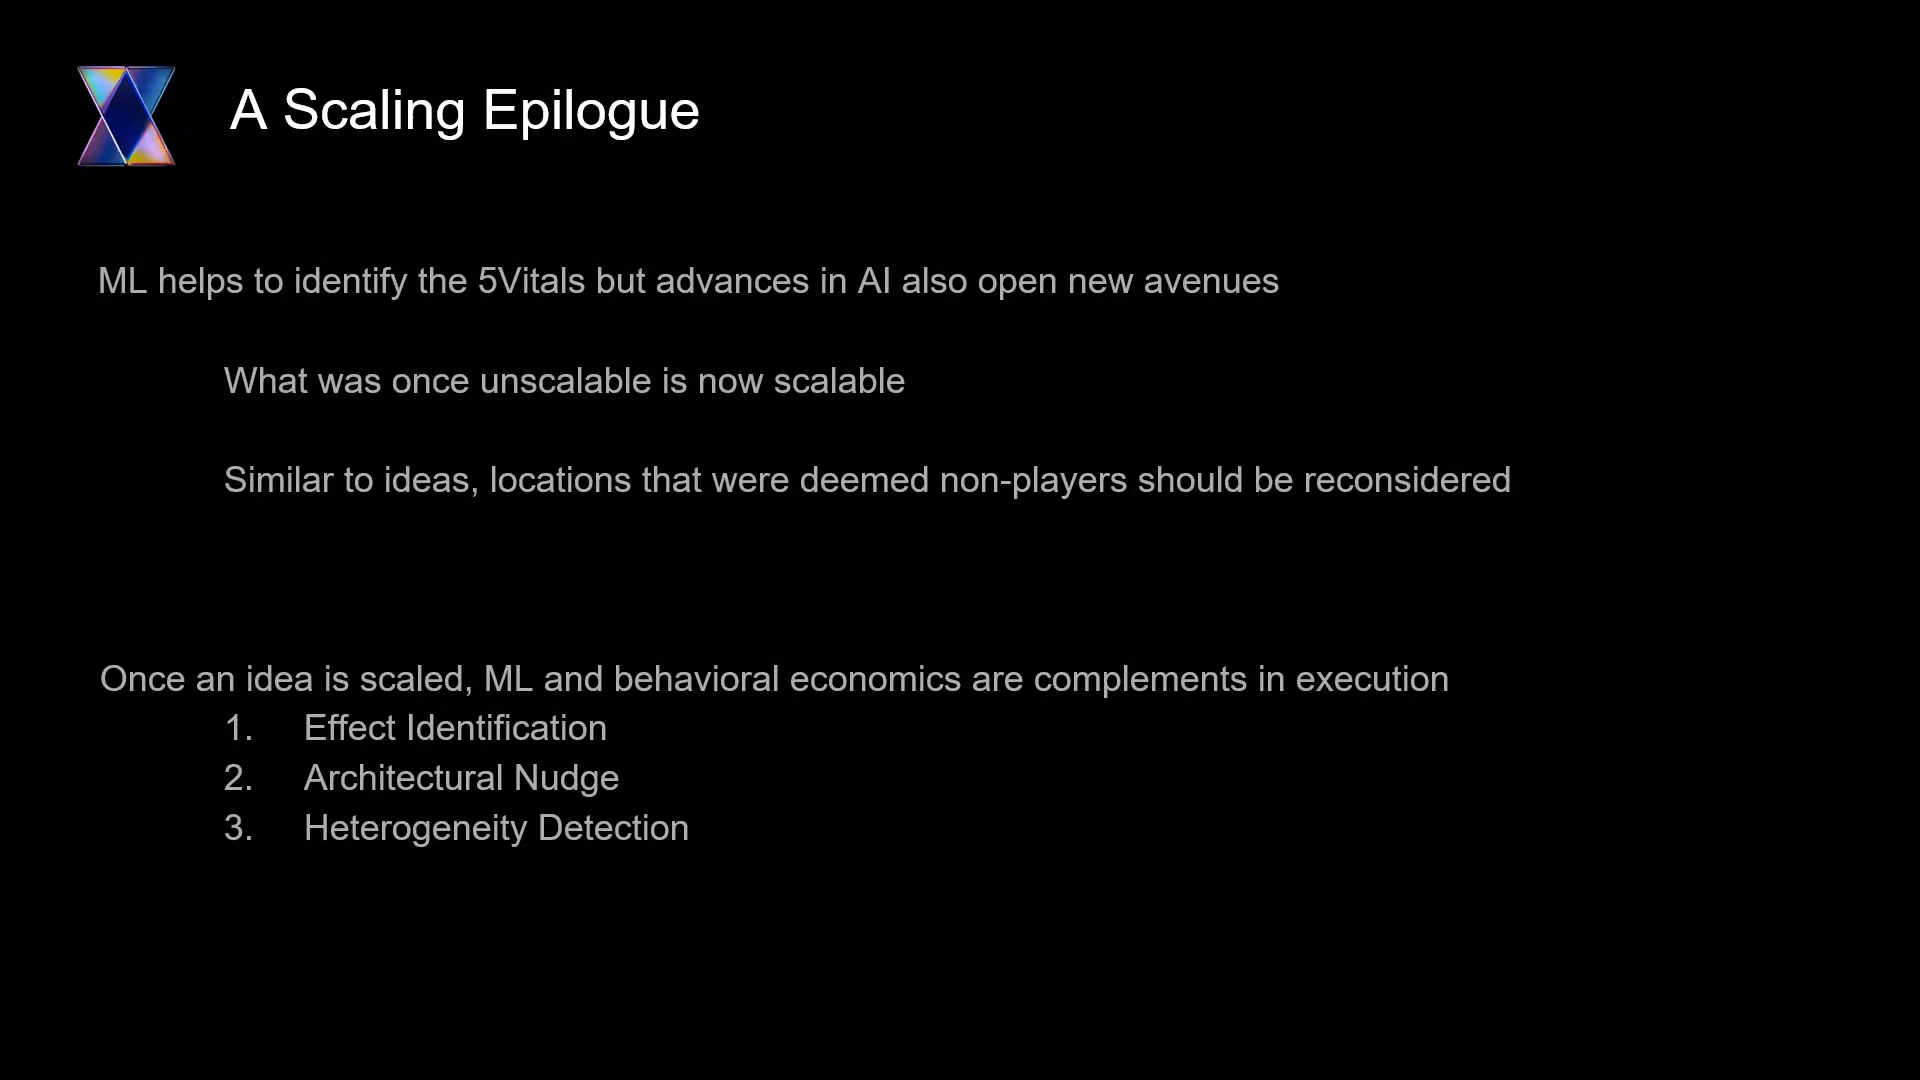 A Scaling Epilogue
ML helps to identify the 5Vitals but advances in AI also open new avenues
What was once unscalable is now scalable
Similar to ideas, locations that were deemed non-players should be reconsidered
Once an idea is scaled, ML and behavioral economics are complements in execution
1. Effect Identification
2. Architectural Nudge
3. Heterogeneity Detection